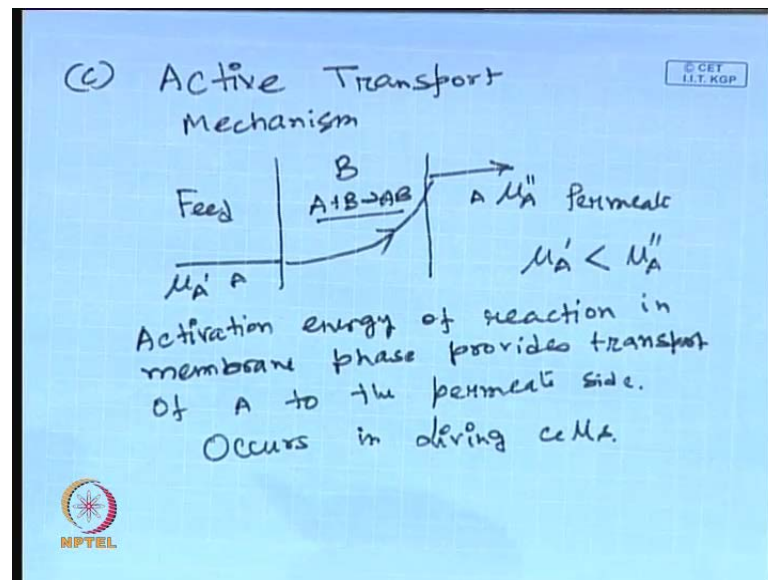 (c) Active Transport
© CET
I.I.T. KGP
Mechanism
B
Feed
A+B→AB
A μA'' Permeate
μA' A
μA' < μA''
Activation energy of reaction in
membrane phase provides transport
of A to the permeate side.
Occurs in living cells.
NPTEL